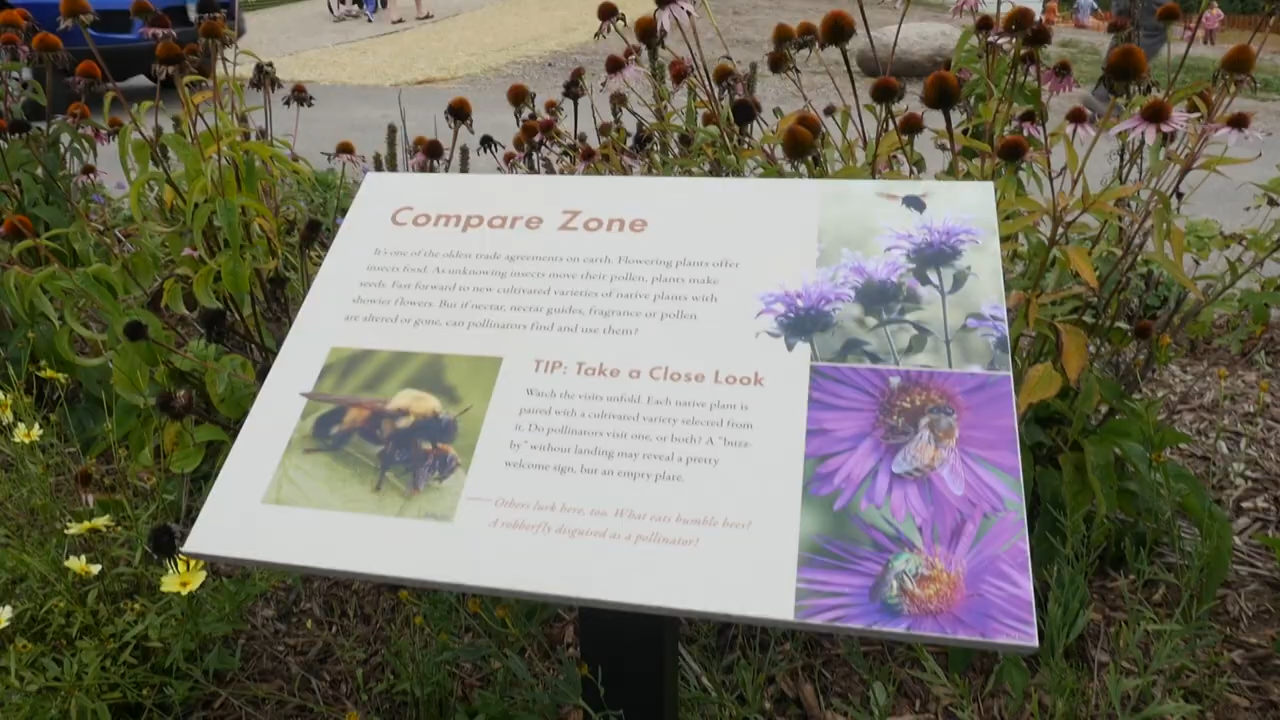 Compare Zone
It's one of the oldest trade agreements on earth. Flowering plants offer
insects food. As unknowing insects move their pollen, plants make
seeds. Fast forward to new cultivated varieties of native plants with
showier flowers. But if nectar, nectar guides, fragrance or pollen
are altered or gone, can pollinators find and use them?
TIP: Take a Close Look
Watch the visits unfold. Each native plant is
paired with a cultivated variety selected from
it. Do pollinators visit one, or both? A "buzz-
by" without landing may reveal a pretty
welcome sign, but an empty plate.
Others lurk here, too. What eats bumble bees?
A robberfly disguised as a pollinator!